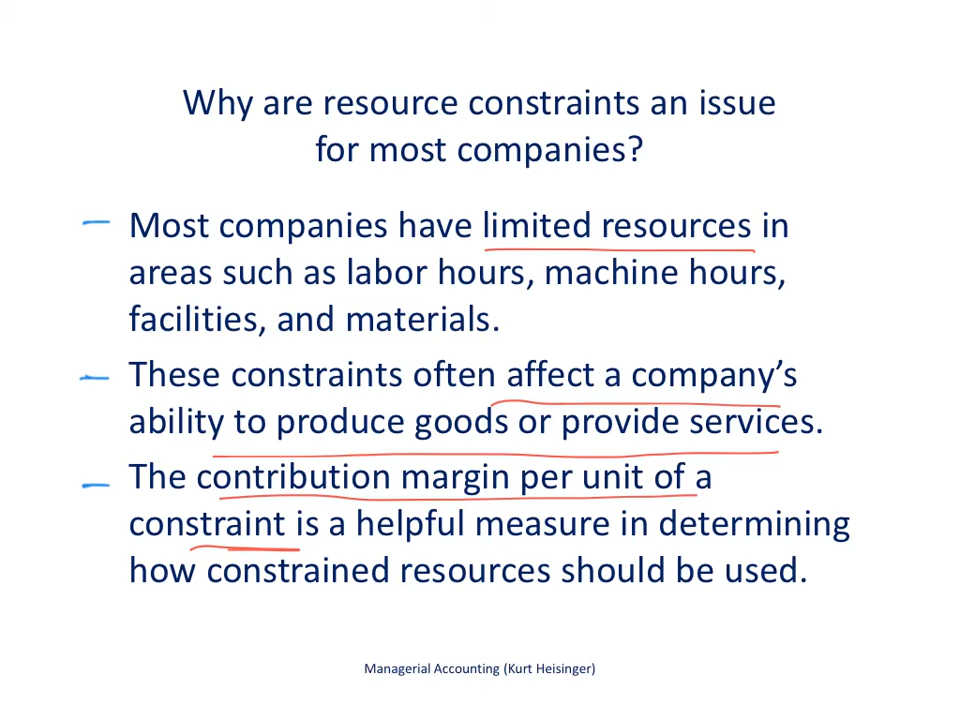 Why are resource constraints an issue
for most companies?
Most companies have limited resources in
areas such as labor hours, machine hours,
facilities, and materials.
These constraints often affect a company’s
ability to produce goods or provide services.
The contribution margin per unit of a
constraint is a helpful measure in determining
how constrained resources should be used.
Managerial Accounting (Kurt Heisinger)